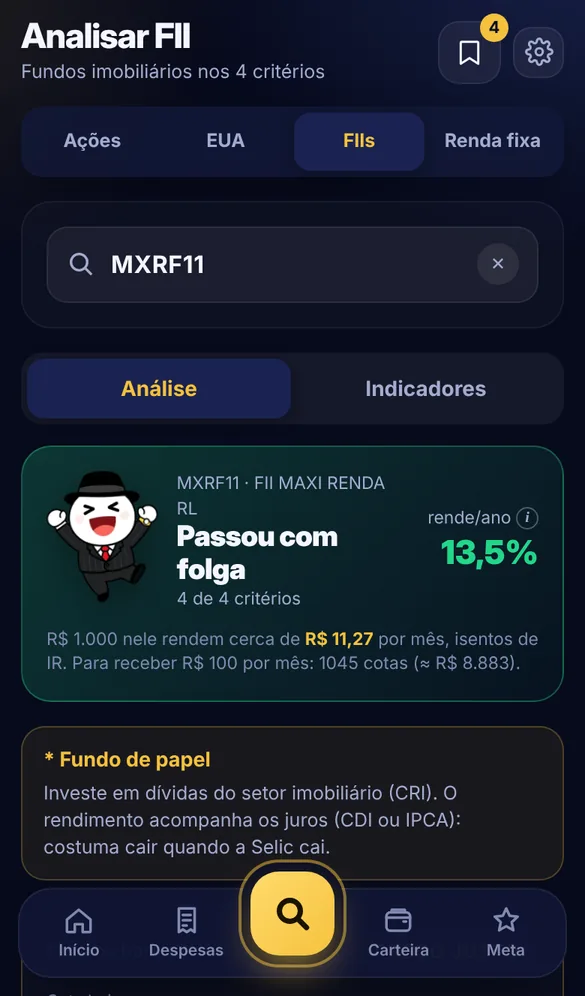 Analisar FII
4
Fundos imobiliários nos 4 critérios
Ações
EUA
FIIs
Renda fixa
MXRF11
Análise
Indicadores
MXRF11 · FII MAXI RENDA
RL
Passou com
folga
4 de 4 critérios
rende/ano i
13,5%
R$ 1.000 nele rendem cerca de R$ 11,27 por mês, isentos de
IR. Para receber R$ 100 por mês: 1045 cotas (≈ R$ 8.883).
* Fundo de papel
Investe em dívidas do setor imobiliário (CRI). O
rendimento acompanha os juros (CDI ou IPCA):
costuma cair quando a Selic cai.
Início
Despesas
Carteira
Meta